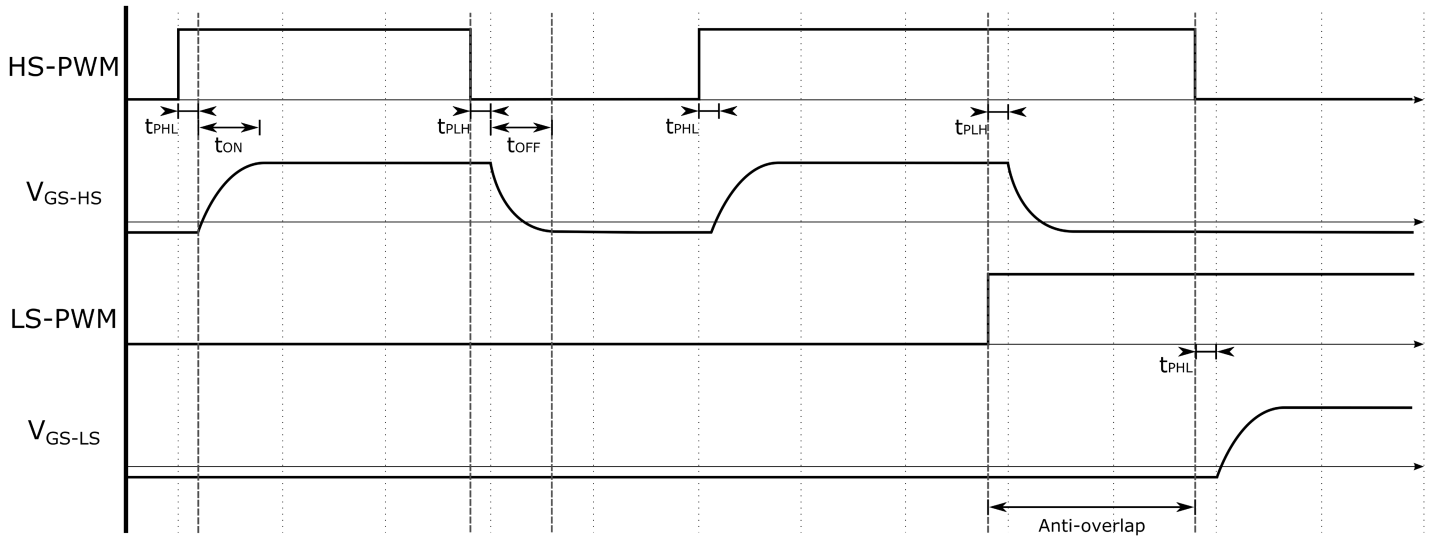 HS-PWM
tPHL
tON
tPLH
tOFF
tPHL
tPLH
VGS-HS
LS-PWM
tPHL
VGS-LS
Anti-overlap